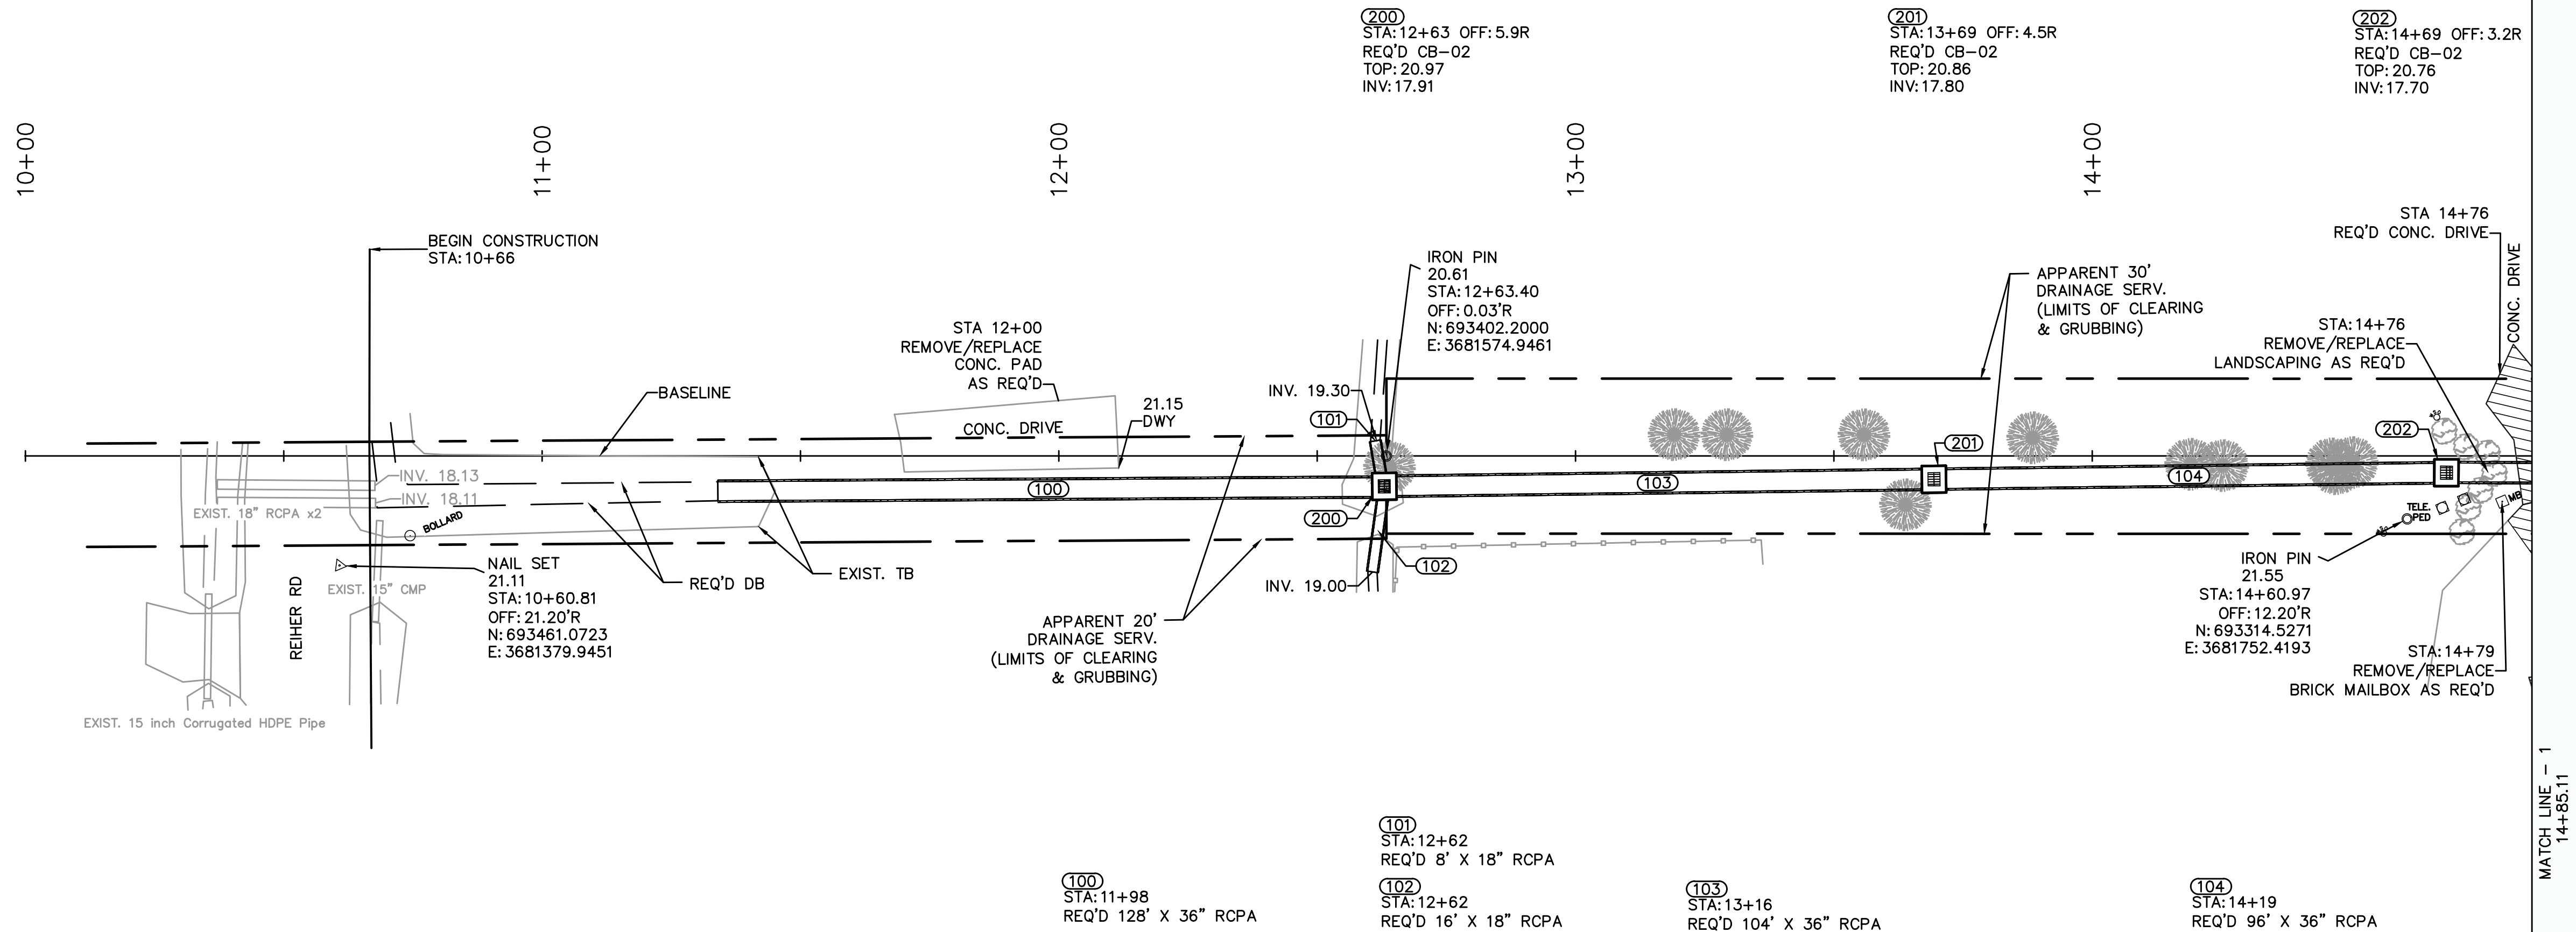 200
STA:12+63 OFF:5.9R
REQ'D CB-02
TOP:20.97
INV:17.91
201
STA:13+69 OFF:4.5R
REQ'D CB-02
TOP:20.86
INV:17.80
202
STA:14+69 OFF:3.2R
REQ'D CB-02
TOP:20.76
INV:17.70
10+00
11+00
12+00
13+00
14+00
BEGIN CONSTRUCTION
STA:10+66
STA 12+00
REMOVE/REPLACE
CONC. PAD
AS REQ'D
BASELINE
CONC. DRIVE
21.15
DWY
IRON PIN
20.61
STA:12+63.40
OFF:0.03'R
N:693402.2000
E:3681574.9461
INV. 19.30
101
APPARENT 30'
DRAINAGE SERV.
(LIMITS OF CLEARING
& GRUBBING)
STA 14+76
REQ'D CONC. DRIVE
CONC. DRIVE
STA:14+76
REMOVE/REPLACE
LANDSCAPING AS REQ'D
202
201
INV. 18.13
INV. 18.11
EXIST. 18" RCPA x2
BOLLARD
100
103
104
200
102
INV. 19.00
TELE.
PED
MB
NAIL SET
21.11
STA:10+60.81
OFF:21.20'R
N:693461.0723
E:3681379.9451
EXIST. 15" CMP
REIHER RD
REQ'D DB
EXIST. TB
APPARENT 20'
DRAINAGE SERV.
(LIMITS OF CLEARING
& GRUBBING)
IRON PIN
21.55
STA:14+60.97
OFF:12.20'R
N:693314.5271
E:3681752.4193
STA:14+79
REMOVE/REPLACE
BRICK MAILBOX AS REQ'D
EXIST. 15 inch Corrugated HDPE Pipe
MATCH LINE - 1
14+85.11
100
STA:11+98
REQ'D 128' X 36" RCPA
101
STA:12+62
REQ'D 8' X 18" RCPA
102
STA:12+62
REQ'D 16' X 18" RCPA
103
STA:13+16
REQ'D 104' X 36" RCPA
104
STA:14+19
REQ'D 96' X 36" RCPA